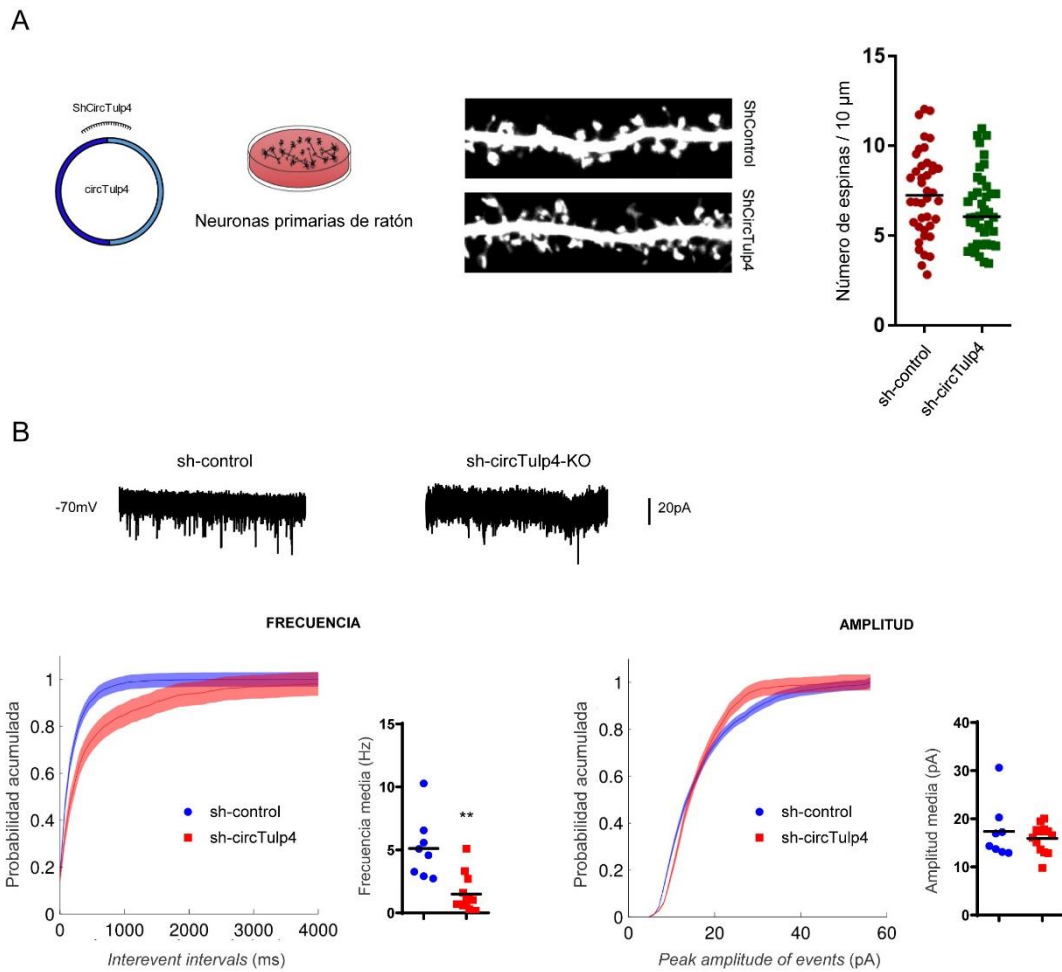 A
ShCircTulp4
circTulp4
Neuronas primarias de ratón
ShControl
ShCircTulp4
Número de espinas / 10 µm
15
10
5
0
sh-control
sh-circTulp4
B
sh-control
sh-circTulp4-KO
-70mV
20pA
FRECUENCIA
Probabilidad acumulada
1
0.8
0.6
0.4
0.2
0
1000
2000
3000
4000
Interevent intervals (ms)
sh-control
sh-circTulp4
Frecuencia media (Hz)
15
10
5
0
**
AMPLITUD
Probabilidad acumulada
1
0.8
0.6
0.4
0.2
0
0
20
40
60
Peak amplitude of events (pA)
sh-control
sh-circTulp4
Amplitud media (pA)
40
30
20
10
0